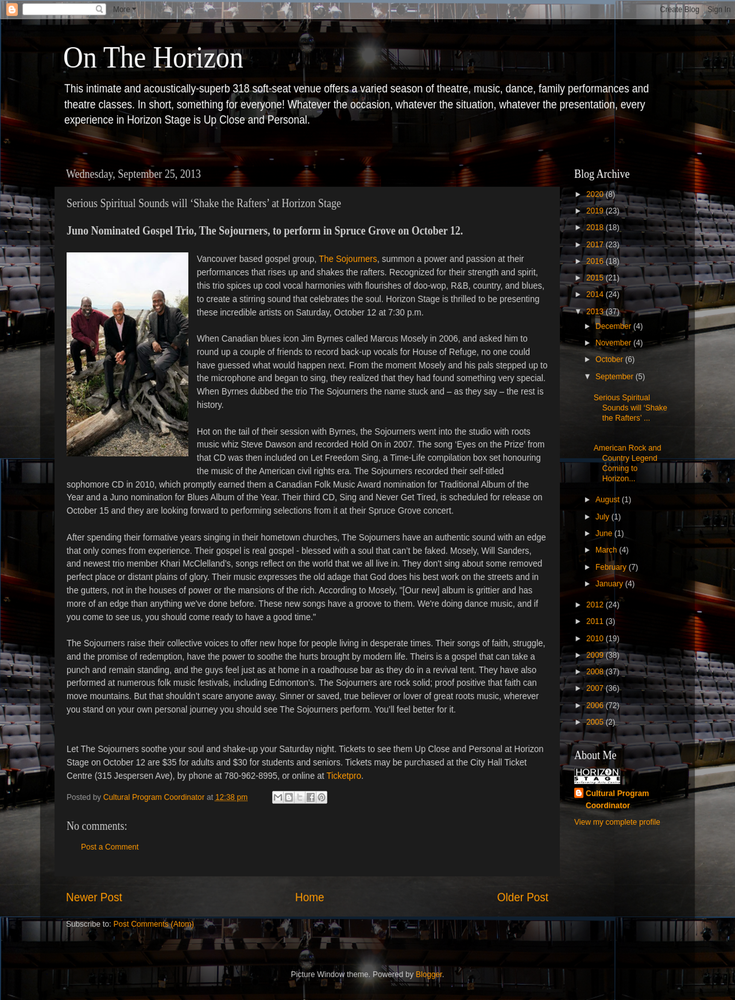 More
Create Blog
Sign In
On The Horizon
This intimate and acoustically-superb 318 soft-seat venue offers a varied season of theatre, music, dance, family performances and
theatre classes. In short, something for everyone! Whatever the occasion, whatever the situation, whatever the presentation, every
experience in Horizon Stage is Up Close and Personal.
Wednesday, September 25, 2013
Serious Spiritual Sounds will ‘Shake the Rafters’ at Horizon Stage
Juno Nominated Gospel Trio, The Sojourners, to perform in Spruce Grove on October 12.
Vancouver based gospel group, The Sojourners, summon a power and passion at their
performances that rises up and shakes the rafters. Recognized for their strength and spirit,
this trio spices up cool vocal harmonies with flourishes of doo-wop, R&B, country, and blues,
to create a stirring sound that celebrates the soul. Horizon Stage is thrilled to be presenting
these incredible artists on Saturday, October 12 at 7:30 p.m.
When Canadian blues icon Jim Byrnes called Marcus Mosely in 2006, and asked him to
round up a couple of friends to record back-up vocals for House of Refuge, no one could
have guessed what would happen next. From the moment Mosely and his pals stepped up to
the microphone and began to sing, they realized that they had found something very special.
When Byrnes dubbed the trio The Sojourners the name stuck and – as they say – the rest is
history.
Hot on the tail of their session with Byrnes, the Sojourners went into the studio with roots
music whiz Steve Dawson and recorded Hold On in 2007. The song ‘Eyes on the Prize’ from
that CD was then included on Let Freedom Sing, a Time-Life compilation box set honouring
the music of the American civil rights era. The Sojourners recorded their self-titled
sophomore CD in 2010, which promptly earned them a Canadian Folk Music Award nomination for Traditional Album of the
Year and a Juno nomination for Blues Album of the Year. Their third CD, Sing and Never Get Tired, is scheduled for release on
October 15 and they are looking forward to performing selections from it at their Spruce Grove concert.
After spending their formative years singing in their hometown churches, The Sojourners have an authentic sound with an edge
that only comes from experience. Their gospel is real gospel - blessed with a soul that can’t be faked. Mosely, Will Sanders,
and newest trio member Khari McClelland’s, songs reflect on the world that we all live in. They don’t sing about some removed
perfect place or distant plains of glory. Their music expresses the old adage that God does his best work on the streets and in
the gutters, not in the houses of power or the mansions of the rich. According to Mosely, "[Our new] album is grittier and has
more of an edge than anything we've done before. These new songs have a groove to them. We're doing dance music, and if
you come to see us, you should come ready to have a good time."
The Sojourners raise their collective voices to offer new hope for people living in desperate times. Their songs of faith, struggle,
and the promise of redemption, have the power to soothe the hurts brought by modern life. Theirs is a gospel that can take a
punch and remain standing, and the guys feel just as at home in a roadhouse bar as they do in a revival tent. They have also
performed at numerous folk music festivals, including Edmonton’s. The Sojourners are rock solid; proof positive that faith can
move mountains. But that shouldn’t scare anyone away. Sinner or saved, true believer or lover of great roots music, wherever
you stand on your own personal journey you should see The Sojourners perform. You’ll feel better for it.
Let The Sojourners soothe your soul and shake-up your Saturday night. Tickets to see them Up Close and Personal at Horizon
Stage on October 12 are $35 for adults and $30 for students and seniors. Tickets may be purchased at the City Hall Ticket
Centre (315 Jespersen Ave), by phone at 780-962-8995, or online at Ticketpro.
Posted by Cultural Program Coordinator at 12:38 pm
No comments:
Post a Comment
Newer Post
Home
Older Post
Subscribe to: Post Comments (Atom)
Blog Archive
► 2020 (8)
► 2019 (23)
► 2018 (18)
► 2017 (23)
► 2016 (18)
► 2015 (21)
► 2014 (24)
▼ 2013 (37)
► December (4)
► November (4)
► October (6)
▼ September (5)
Serious Spiritual
Sounds will ‘Shake
the Rafters’ ...
American Rock and
Country Legend
Coming to
Horizon...
► August (1)
► July (1)
► June (1)
► March (4)
► February (7)
► January (4)
► 2012 (24)
► 2011 (3)
► 2010 (19)
► 2009 (38)
► 2008 (37)
► 2007 (36)
► 2006 (72)
► 2005 (2)
About Me
HORIZON
STAGE
Cultural Program
Coordinator
View my complete profile
Picture Window theme. Powered by Blogger.